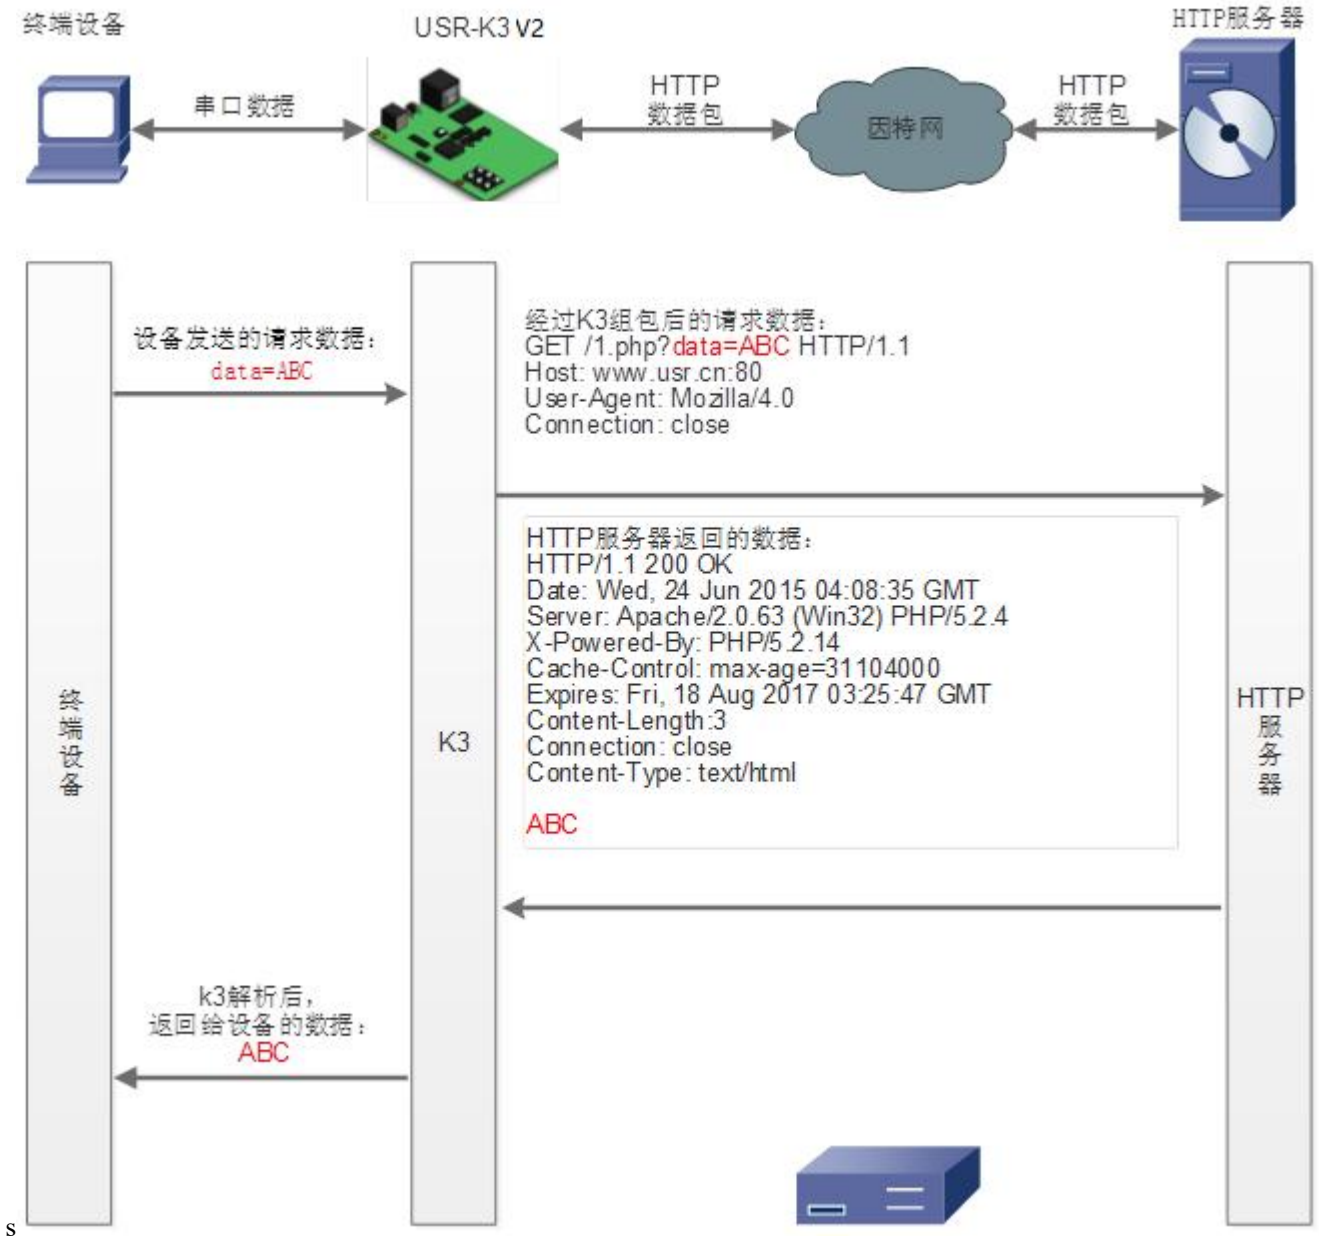 终端设备
USR-K3 V2
HTTP服务器
串口数据
HTTP
数据包
因特网
HTTP
数据包
设备发送的请求数据：
data=ABC
经过K3组包后的请求数据：
GET /1.php?data=ABC HTTP/1.1
Host: www.usr.cn:80
User-Agent: Mozilla/4.0
Connection: close
HTTP服务器返回的数据：
HTTP/1.1 200 OK
Date: Wed, 24 Jun 2015 04:08:35 GMT
Server: Apache/2.0.63 (Win32) PHP/5.2.4
X-Powered-By: PHP/5.2.14
Cache-Control: max-age=31104000
Expires: Fri, 18 Aug 2017 03:25:47 GMT
Content-Length:3
Connection: close
Content-Type: text/html
ABC
终端设备
K3
HTTP
服务器
k3解析后，
返回给设备的数据：
ABC
s